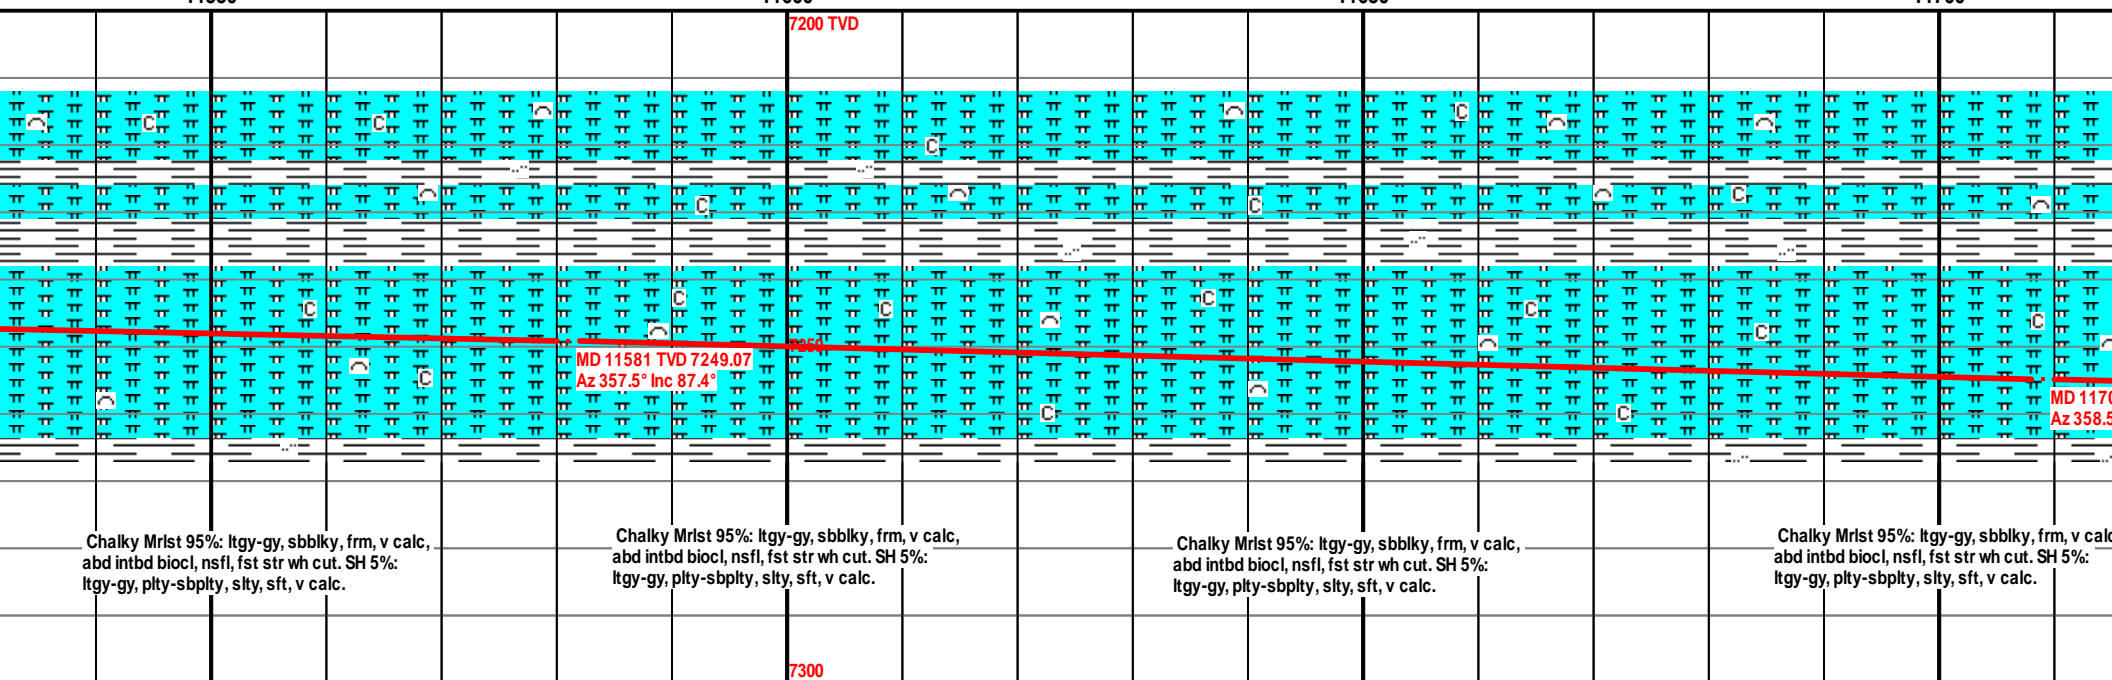 7200 TVD
C C C C
C
C C C
C C C C C
7250
MD 11581 TVD 7249.07
Az 357.5° Inc 87.4°
C
C C C
MD 1170
Az 358.5
Chalky Mrlst 95%: ltgy-gy, sbblky, frm, v calc,
abd intbd biocl, nsfl, fst str wh cut. SH 5%:
ltgy-gy, plty-sbplty, slty, sft, v calc.
Chalky Mrlst 95%: ltgy-gy, sbblky, frm, v calc,
abd intbd biocl, nsfl, fst str wh cut. SH 5%:
ltgy-gy, plty-sbplty, slty, sft, v calc.
Chalky Mrlst 95%: ltgy-gy, sbblky, frm, v calc,
abd intbd biocl, nsfl, fst str wh cut. SH 5%:
ltgy-gy, plty-sbplty, slty, sft, v calc.
Chalky Mrlst 95%: ltgy-gy, sbblky, frm, v calc
abd intbd biocl, nsfl, fst str wh cut. SH 5%:
ltgy-gy, plty-sbplty, slty, sft, v calc.
7300